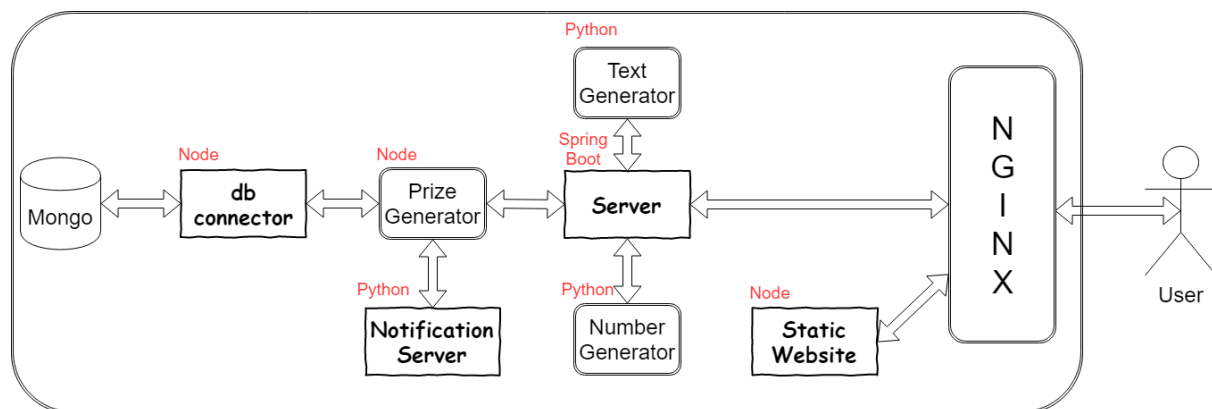 Python
Text
Generator
Spring
Boot
Node
Node
Mongo
db
connector
Prize
Generator
Server
N
G
I
N
X
User
Python
Notification
Server
Python
Number
Generator
Node
Static
Website